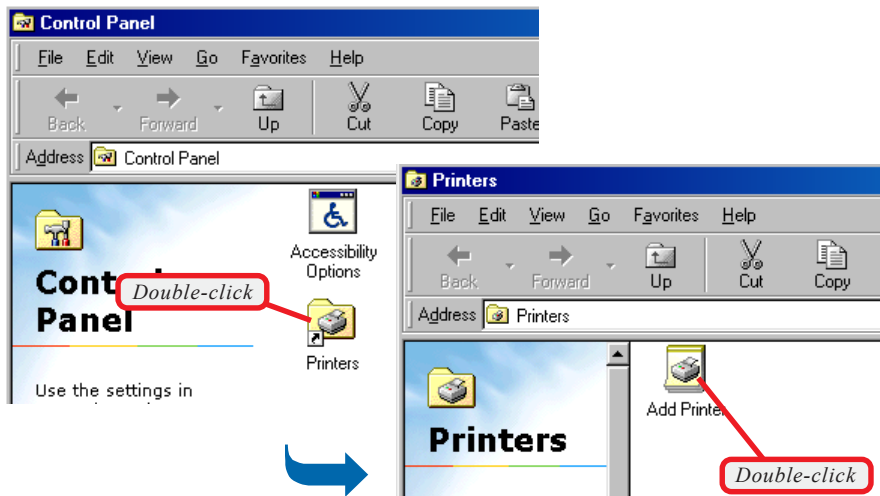 Control Panel
File Edit View Go Favorites Help
Back Forward Up Cut Copy Paste
Address Control Panel
Accessibility
Options
Control
Panel
Double-click
Printers
Use the settings in
Printers
File Edit View Go Favorites Help
Back Forward Up Cut Copy
Address Printers
Add Printer
Printers
Double-click